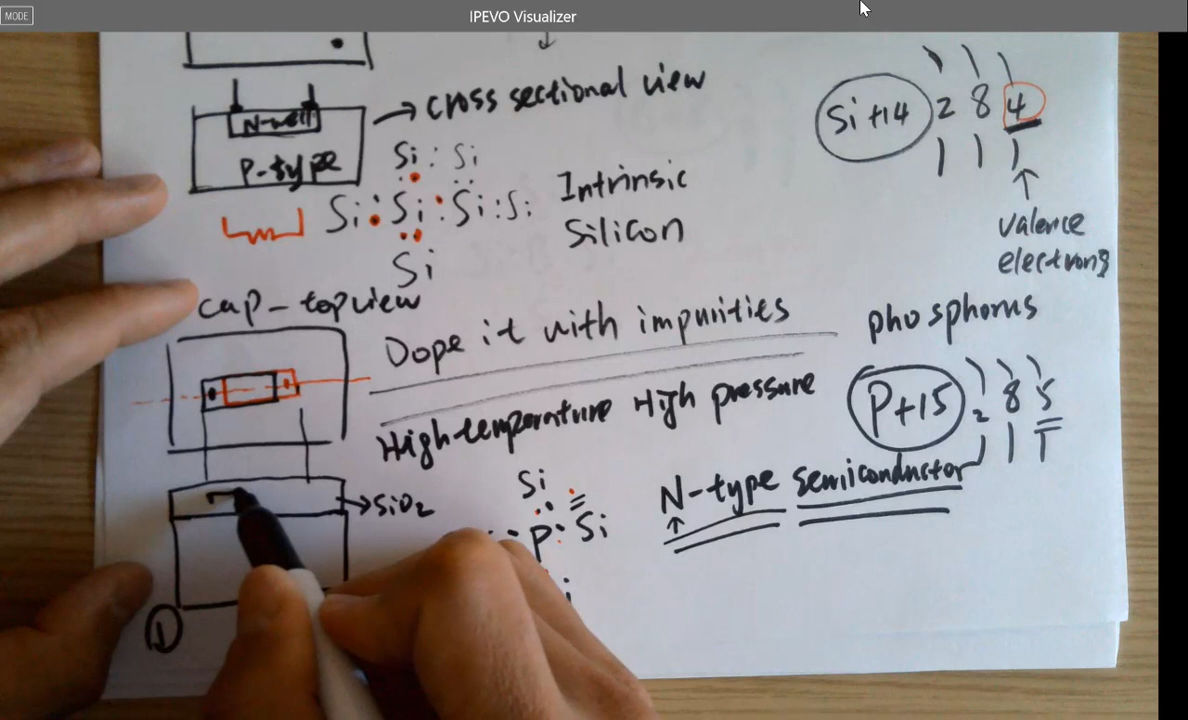 MODE
IPEVO Visualizer
→ cross sectional view
N-well
P-type
Si : Si
Si : Si : Si : Si
Si
Intrinsic
Silicon
Si +14 2 8 4
valence
electrons
cap - topview
Dope it with impurities
High-temperature High pressure
phosphorus
P+15 2 8 5
N-type semiconductor
Si
P Si
i
→ SiO2
1